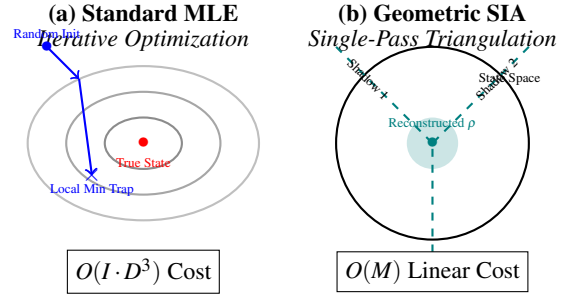 (a) Standard MLE
Iterative Optimization
Random Init
True State
Local Min Trap
O(I · D³) Cost
(b) Geometric SIA
Single-Pass Triangulation
Shadow 1
Shadow 2
State Space
Reconstructed ρ
O(M) Linear Cost